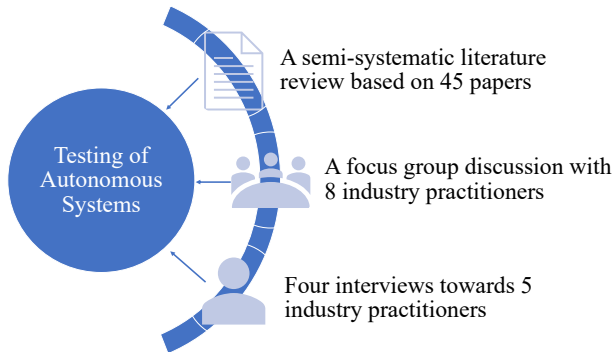 A semi-systematic literature
review based on 45 papers
Testing of
Autonomous
Systems
A focus group discussion with
8 industry practitioners
Four interviews towards 5
industry practitioners